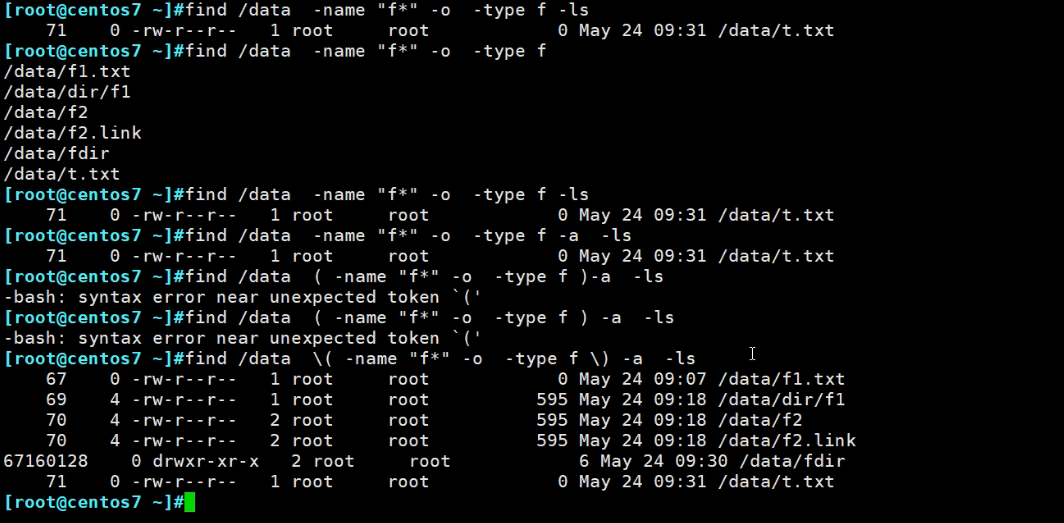 [root@centos7 ~]#find /data  -name "f*" -o  -type f -ls
    71    0 -rw-r--r--   1 root     root            0 May 24 09:31 /data/t.txt
[root@centos7 ~]#find /data  -name "f*" -o  -type f
/data/f1.txt
/data/dir/f1
/data/f2
/data/f2.link
/data/fdir
/data/t.txt
[root@centos7 ~]#find /data  -name "f*" -o  -type f -ls
    71    0 -rw-r--r--   1 root     root            0 May 24 09:31 /data/t.txt
[root@centos7 ~]#find /data  -name "f*" -o  -type f -a  -ls
    71    0 -rw-r--r--   1 root     root            0 May 24 09:31 /data/t.txt
[root@centos7 ~]#find /data  ( -name "f*" -o  -type f )-a  -ls
-bash: syntax error near unexpected token `('
[root@centos7 ~]#find /data  ( -name "f*" -o  -type f ) -a  -ls
-bash: syntax error near unexpected token `('
[root@centos7 ~]#find /data  \( -name "f*" -o  -type f \) -a  -ls
    67    0 -rw-r--r--   1 root     root            0 May 24 09:07 /data/f1.txt
    69    4 -rw-r--r--   1 root     root          595 May 24 09:18 /data/dir/f1
    70    4 -rw-r--r--   2 root     root          595 May 24 09:18 /data/f2
    70    4 -rw-r--r--   2 root     root          595 May 24 09:18 /data/f2.link
67160128    0 drwxr-xr-x   2 root     root            6 May 24 09:30 /data/fdir
    71    0 -rw-r--r--   1 root     root            0 May 24 09:31 /data/t.txt
[root@centos7 ~]#